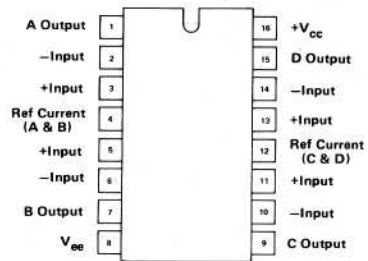 A Output 1
−Input 2
+Input 3
Ref Current 4
(A & B)
+Input 5
−Input 6
B Output 7
Vee 8
16 +Vcc
15 D Output
14 −Input
13 +Input
12 Ref Current
(C & D)
11 +Input
10 −Input
9 C Output